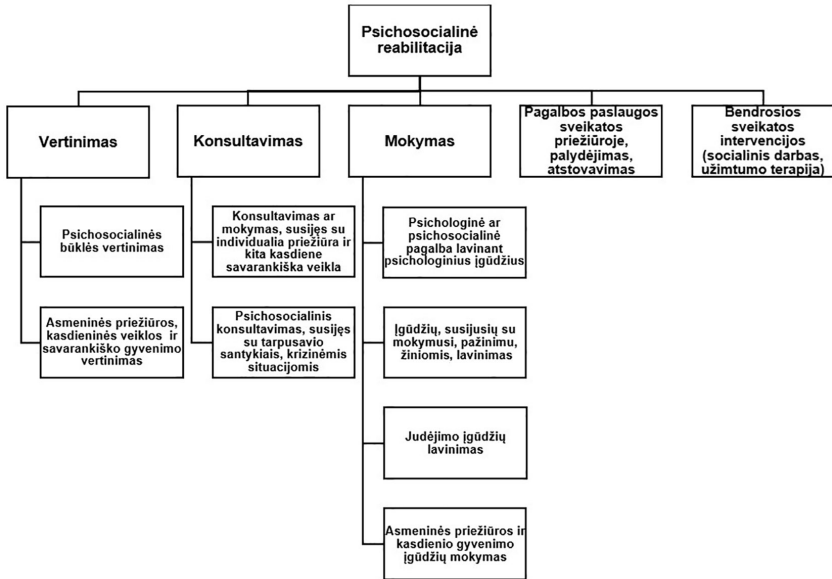 Psichosocialinė
reabilitacija
Vertinimas
Konsultavimas
Mokymas
Pagalbos paslaugos
sveikatos
priežiūroje,
palydėjimas,
atstovavimas
Bendrosios
sveikatos
intervencijos
(socialinis darbas,
užimtumo terapija)
Psichosocialinės
būklės vertinimas
Asmeninės priežiūros,
kasdieninės veiklos ir
savarankiško gyvenimo
vertinimas
Konsultavimas ar
mokymas, susijęs su
individualia priežiūra ir
kita kasdiene
savarankiška veikla
Psichosocialinis
konsultavimas, susijęs
su tarpusavio
santykiais, krizinėmis
situacijomis
Psichologinė ar
psichosocialinė
pagalba lavinant
psichologinius įgūdžius
Įgūdžių, susijusių su
mokymusi, pažinimu,
žiniomis, lavinimas
Judėjimo įgūdžių
lavinimas
Asmeninės priežiūros ir
kasdienio gyvenimo
įgūdžių mokymas